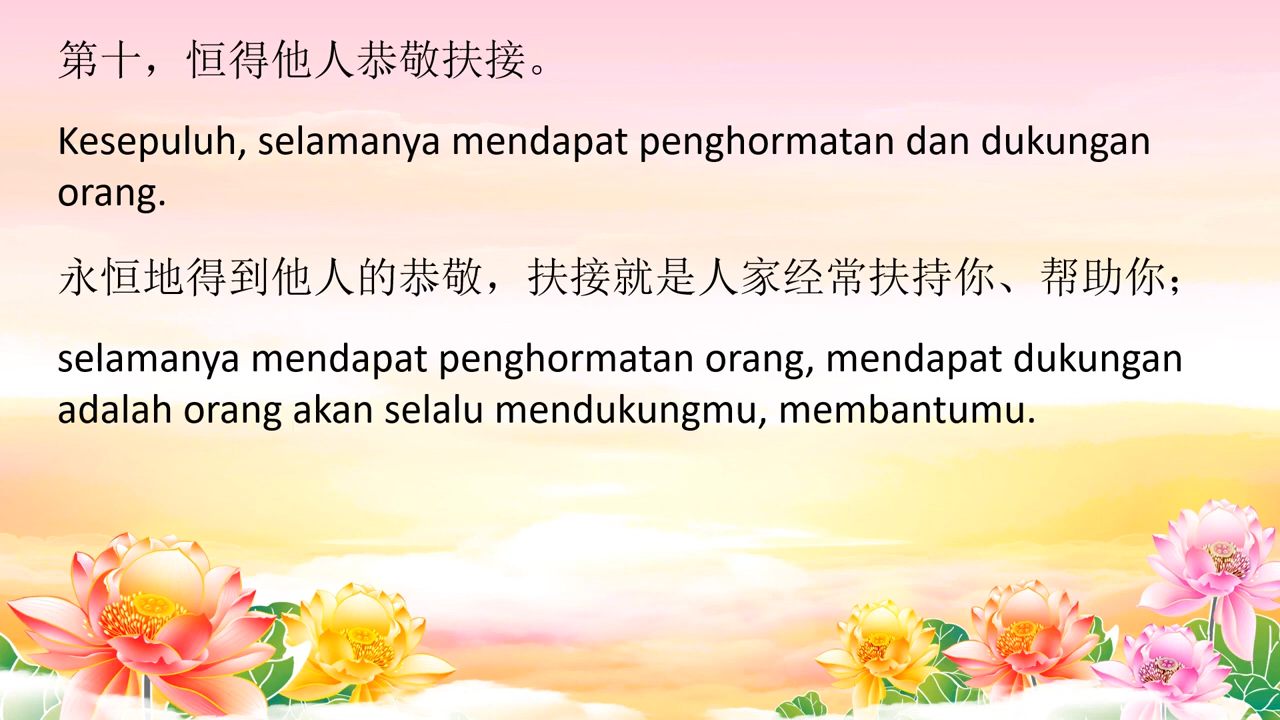 第十，恒得他人恭敬扶接。
Kesepuluh, selamanya mendapat penghormatan dan dukungan
orang.
永恒地得到他人的恭敬，扶接就是人家经常扶持你、帮助你；
selamanya mendapat penghormatan orang, mendapat dukungan
adalah orang akan selalu mendukungmu, membantumu.